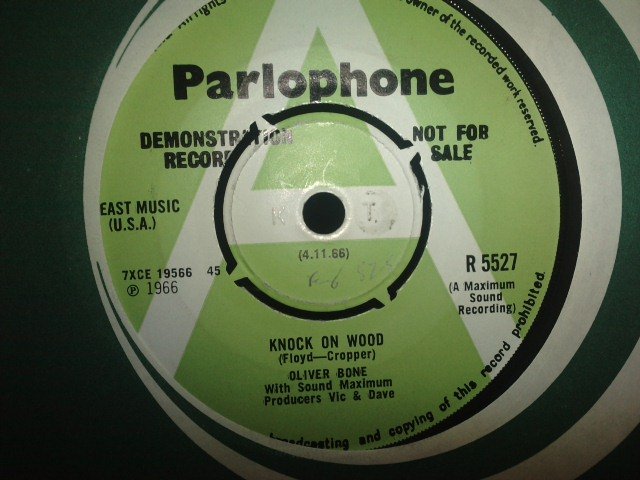 All rights
owner of the recorded work reserved.
Parlophone
DEMONSTRATION
RECORD
NOT FOR
SALE
EAST MUSIC
(U.S.A.)
K T.
(4.11.66)
7XCE 19566 45
Ⓟ 1966
R 5527
(A Maximum
Sound
Recording)
KNOCK ON WOOD
(Floyd—Cropper)
OLIVER BONE
With Sound Maximum
Producers Vic & Dave
broadcasting and copying of this record prohibited.